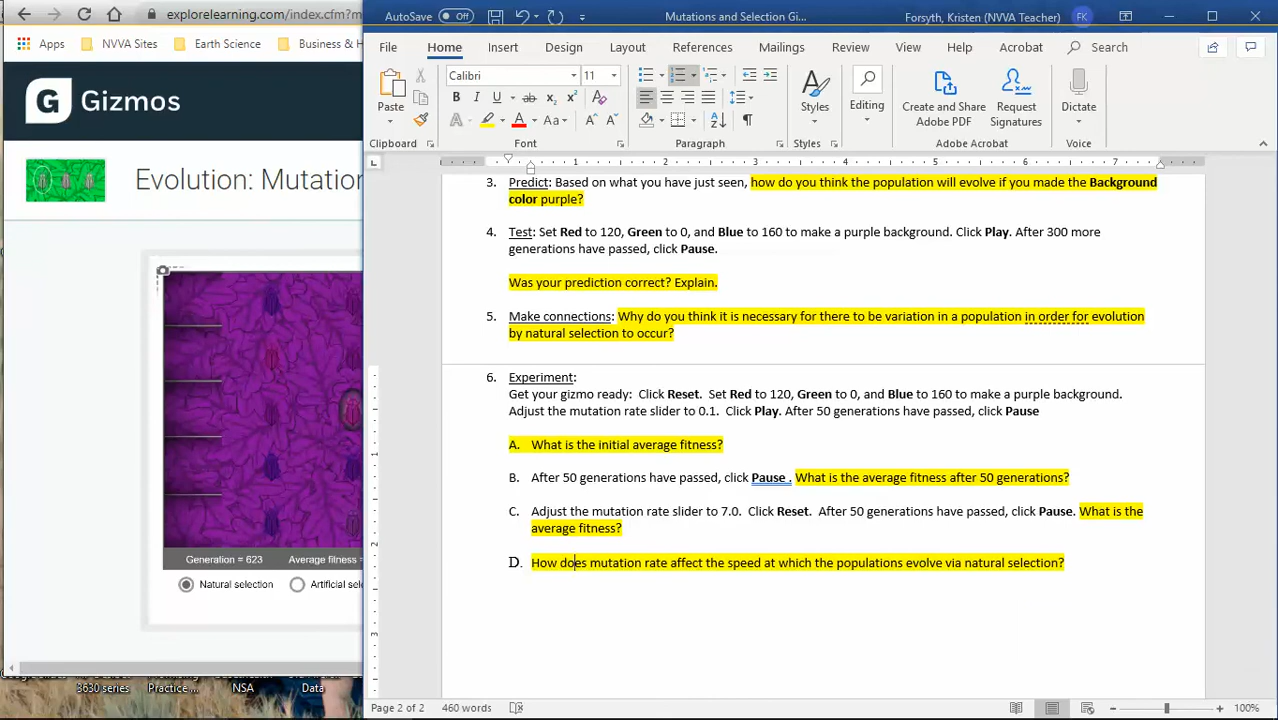 explorelearning.com/index.cfm?m
Apps NVVA Sites Earth Science Business & H
G Gizmos
Evolution: Mutation
Generation = 623 Average fitness =
Natural selection Artificial sele
3630 series Practice ... NSA Data
AutoSave Off Mutations and Selection Gi... Forsyth, Kristen (NVVA Teacher) FK
File Home Insert Design Layout References Mailings Review View Help Acrobat Search
Calibri 11
Paste Styles Editing Create and Share Adobe PDF Request Signatures Dictate
Clipboard Font Paragraph Styles Adobe Acrobat Voice
1 2 3 4 5 6 7
3. Predict: Based on what you have just seen, how do you think the population will evolve if you made the Background
color purple?
4. Test: Set Red to 120, Green to 0, and Blue to 160 to make a purple background. Click Play. After 300 more
generations have passed, click Pause.
Was your prediction correct? Explain.
5. Make connections: Why do you think it is necessary for there to be variation in a population in order for evolution
by natural selection to occur?
6. Experiment:
Get your gizmo ready: Click Reset. Set Red to 120, Green to 0, and Blue to 160 to make a purple background.
Adjust the mutation rate slider to 0.1. Click Play. After 50 generations have passed, click Pause
A. What is the initial average fitness?
B. After 50 generations have passed, click Pause . What is the average fitness after 50 generations?
C. Adjust the mutation rate slider to 7.0. Click Reset. After 50 generations have passed, click Pause. What is the
average fitness?
D. How does mutation rate affect the speed at which the populations evolve via natural selection?
Page 2 of 2 460 words 100%